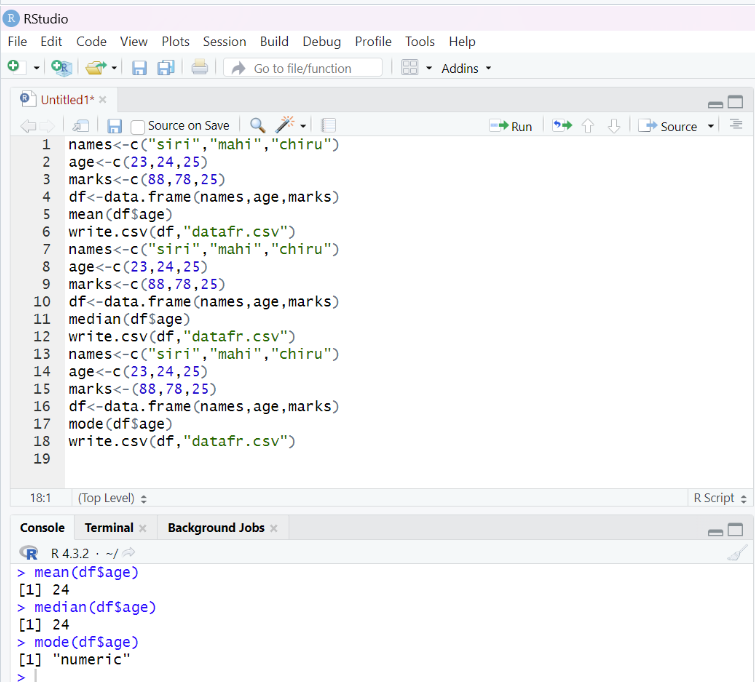 RStudio
File Edit Code View Plots Session Build Debug Profile Tools Help
Go to file/function Addins
Untitled1*
Source on Save Run Source
1 names<-c("siri","mahi","chiru")
2 age<-c(23,24,25)
3 marks<-c(88,78,25)
4 df<-data.frame(names,age,marks)
5 mean(df$age)
6 write.csv(df,"datafr.csv")
7 names<-c("siri","mahi","chiru")
8 age<-c(23,24,25)
9 marks<-c(88,78,25)
10 df<-data.frame(names,age,marks)
11 median(df$age)
12 write.csv(df,"datafr.csv")
13 names<-c("siri","mahi","chiru")
14 age<-c(23,24,25)
15 marks<-(88,78,25)
16 df<-data.frame(names,age,marks)
17 mode(df$age)
18 write.csv(df,"datafr.csv")
19
18:1 (Top Level) R Script
Console Terminal Background Jobs
R R 4.3.2 · ~/
> mean(df$age)
[1] 24
> median(df$age)
[1] 24
> mode(df$age)
[1] "numeric"
>